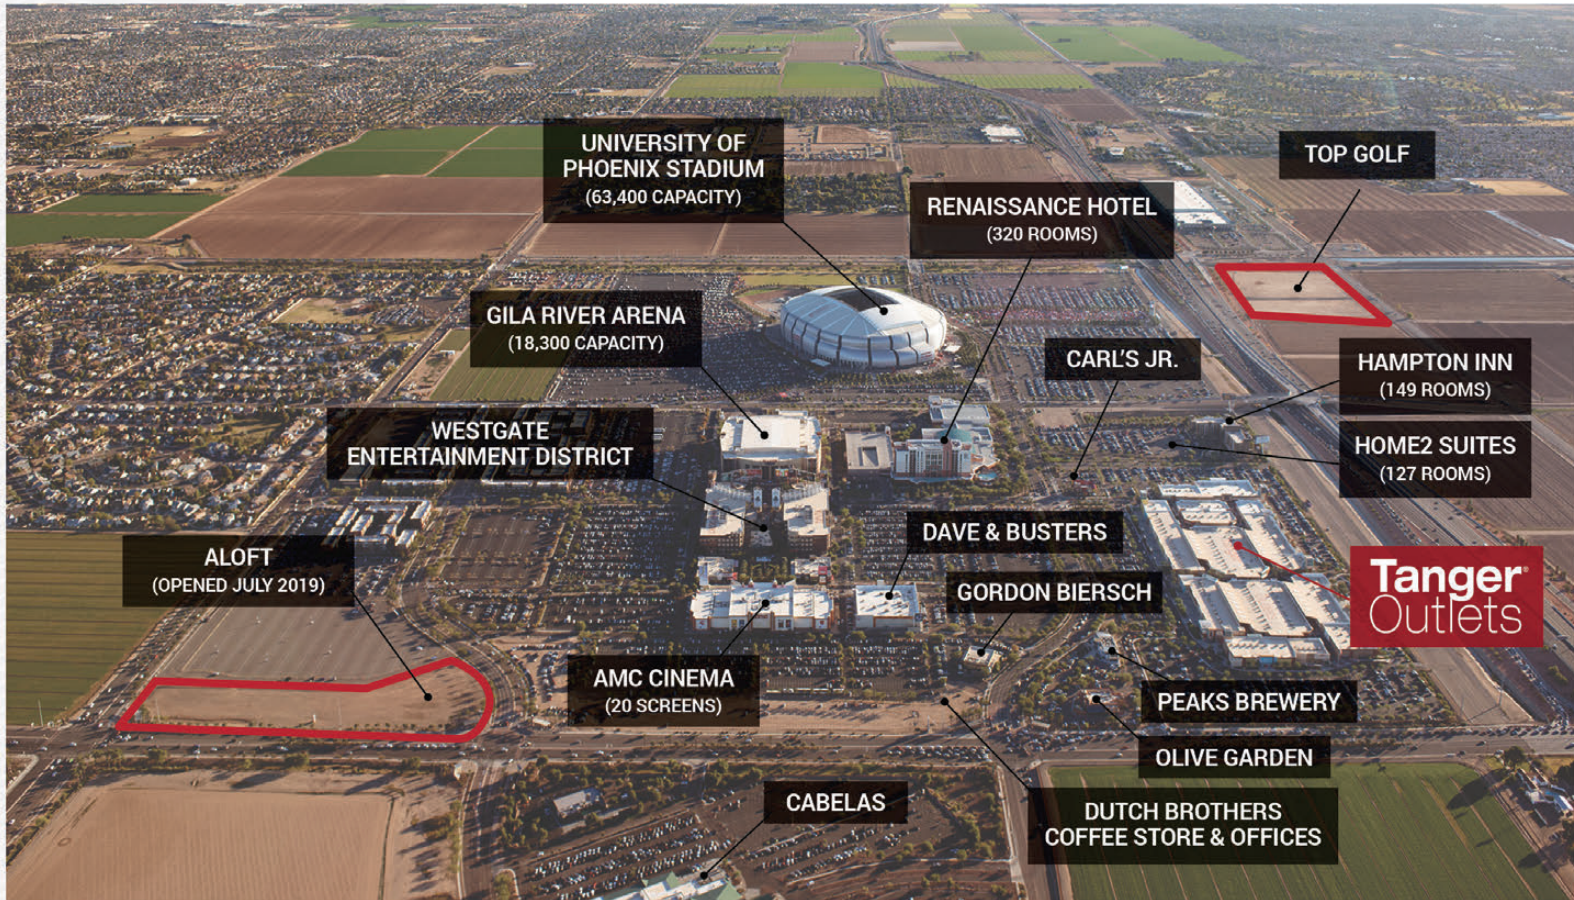 UNIVERSITY OF
PHOENIX STADIUM
(63,400 CAPACITY)
TOP GOLF
RENAISSANCE HOTEL
(320 ROOMS)
GILA RIVER ARENA
(18,300 CAPACITY)
CARL'S JR.
HAMPTON INN
(149 ROOMS)
WESTGATE
ENTERTAINMENT DISTRICT
HOME2 SUITES
(127 ROOMS)
DAVE & BUSTERS
ALOFT
(OPENED JULY 2019)
GORDON BIERSCH
Tanger®
Outlets
AMC CINEMA
(20 SCREENS)
PEAKS BREWERY
OLIVE GARDEN
CABELAS
DUTCH BROTHERS
COFFEE STORE & OFFICES